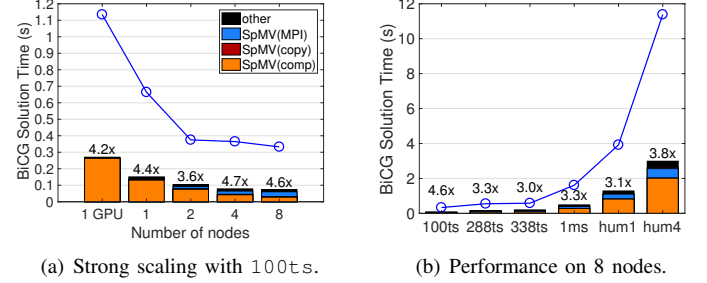 1.2
1.1
1
0.9
0.8
0.7
0.6
0.5
0.4
0.3
0.2
0.1
0
BiCG Solution Time (s)
other
SpMV(MPI)
SpMV(copy)
SpMV(comp)
4.2x
4.4x
3.6x
4.7x
4.6x
1 GPU 1 2 4 8
Number of nodes
(a) Strong scaling with 100ts.
12
10
8
6
4
2
0
BiCG Solution Time (s)
4.6x
3.3x
3.0x
3.3x
3.1x
3.8x
100ts 288ts 338ts 1ms hum1 hum4
(b) Performance on 8 nodes.